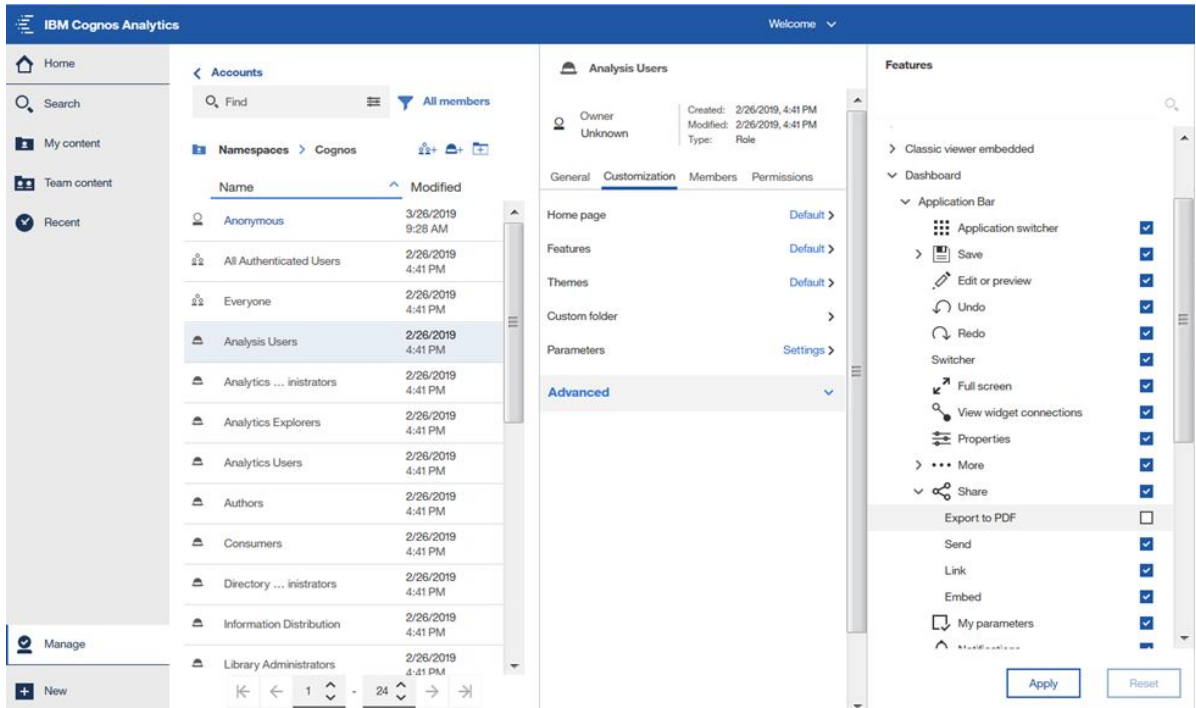 IBM Cognos Analytics
Welcome
Home
Search
My content
Team content
Recent
Manage
New
Accounts
Find
All members
Namespaces > Cognos
Name Modified
Anonymous 3/26/2019
9:28 AM
All Authenticated Users 2/26/2019
4:41 PM
Everyone 2/26/2019
4:41 PM
Analysis Users 2/26/2019
4:41 PM
Analytics ... inistrators 2/26/2019
4:41 PM
Analytics Explorers 2/26/2019
4:41 PM
Analytics Users 2/26/2019
4:41 PM
Authors 2/26/2019
4:41 PM
Consumers 2/26/2019
4:41 PM
Directory ... inistrators 2/26/2019
4:41 PM
Information Distribution 2/26/2019
4:41 PM
Library Administrators 2/26/2019
4:41 PM
1 - 24
Analysis Users
Owner
Unknown
Created: 2/26/2019, 4:41 PM
Modified: 2/26/2019, 4:41 PM
Type: Role
General Customization Members Permissions
Home page Default >
Features Default >
Themes Default >
Custom folder >
Parameters Settings >
Advanced
Features
Classic viewer embedded
Dashboard
Application Bar
Application switcher
Save
Edit or preview
Undo
Redo
Switcher
Full screen
View widget connections
Properties
More
Share
Export to PDF
Send
Link
Embed
My parameters
Notifications
Apply Reset